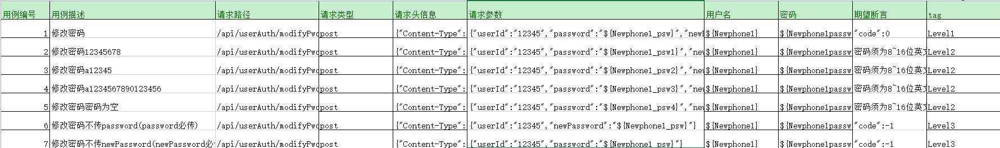 用例编号 用例描述 请求路径 请求类型 请求头信息 请求参数 用户名 密码 期望断言 tag
1 修改密码 /api/userAuth/modifyPwd post {"Content-Type": {"userId":"12345","password":"${Newphone1_psw}","newP ${Newphone1} ${Newphone1passw "code":0 Level1
2 修改密码12345678 /api/userAuth/modifyPwd post {"Content-Type": {"userId":"12345","password":"${Newphone1_psw1}","new ${Newphone1} ${Newphone1passw 密码须为8~16位英文 Level2
3 修改密码a12345 /api/userAuth/modifyPwd post {"Content-Type": {"userId":"12345","password":"${Newphone1_psw2}","new ${Newphone1} ${Newphone1passw 密码须为8~16位英文 Level2
4 修改密码a1234567890123456 /api/userAuth/modifyPwd post {"Content-Type": {"userId":"12345","password":"${Newphone1_psw3}","new ${Newphone1} ${Newphone1passw 密码须为8~16位英文 Level2
5 修改密码密码为空 /api/userAuth/modifyPwd post {"Content-Type": {"userId":"12345","password":"${Newphone1_psw4}","new ${Newphone1} ${Newphone1passw 密码须为8~16位英文 Level2
6 修改密码不传password(password必传) /api/userAuth/modifyPwd post {"Content-Type": {"userId":"12345","newPassword":"${Newphone1_psw}"} ${Newphone1} ${Newphone1passw "code":-1 Level3
7 修改密码不传newPassword(newPassword必 /api/userAuth/modifyPwd post {"Content-Type": {"userId":"12345","password":"${Newphone1_psw}"} ${Newphone1} ${Newphone1passw "code":-1 Level3